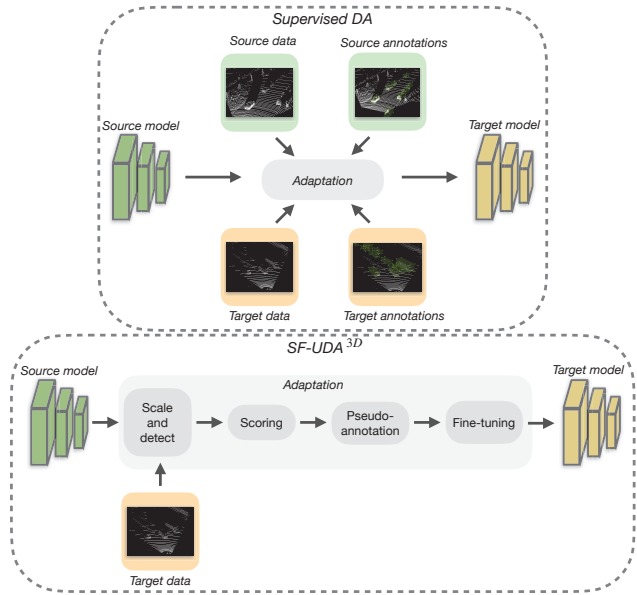 Supervised DA
Source data
Source annotations
Source model
Target model
Adaptation
Target data
Target annotations
SF-UDA 3D
Source model
Target model
Adaptation
Scale
and
detect
Scoring
Pseudo-
annotation
Fine-tuning
Target data